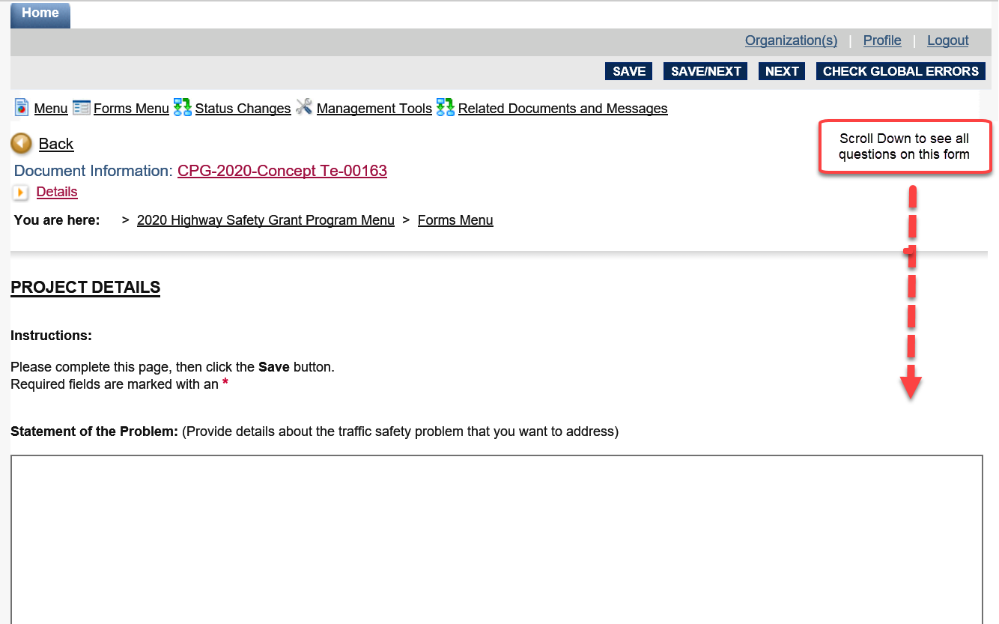 Home
Organization(s) | Profile | Logout
SAVE SAVE/NEXT NEXT CHECK GLOBAL ERRORS
Menu Forms Menu Status Changes Management Tools Related Documents and Messages
Back
Scroll Down to see all
questions on this form
Document Information: CPG-2020-Concept Te-00163
Details
You are here: > 2020 Highway Safety Grant Program Menu > Forms Menu
PROJECT DETAILS
Instructions:
Please complete this page, then click the Save button.
Required fields are marked with an *
Statement of the Problem: (Provide details about the traffic safety problem that you want to address)